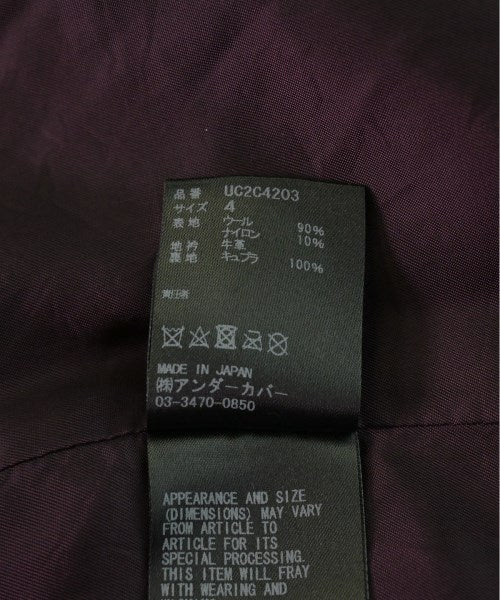 品番 UC2C4203
サイズ 4
表地 ウール 90%
ナイロン 10%
地衿 牛革
裏地 キュプラ 100%
責任者
MADE IN JAPAN
㈱アンダーカバー
03-3470-0850
APPEARANCE AND SIZE
(DIMENSIONS) MAY VARY
FROM ARTICLE TO
ARTICLE FOR ITS
SPECIAL PROCESSING.
THIS ITEM WILL FRAY
WITH WEARING AND